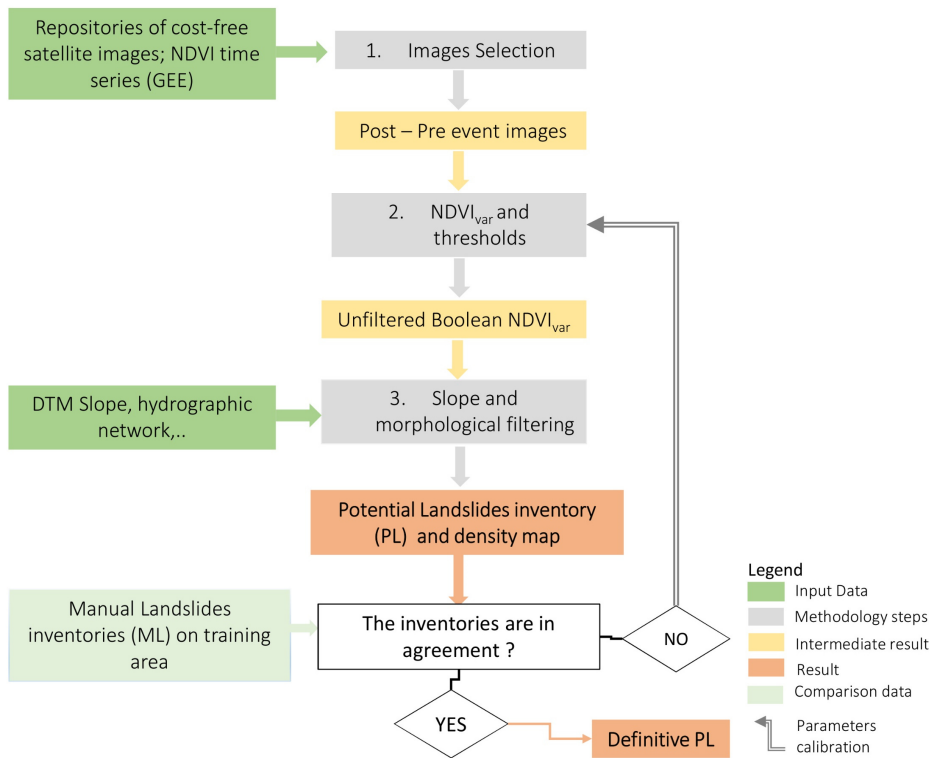 Repositories of cost-free
satellite images; NDVI time
series (GEE)
1. Images Selection
Post – Pre event images
2. NDVIvar and
thresholds
Unfiltered Boolean NDVIvar
DTM Slope, hydrographic
network,..
3. Slope and
morphological filtering
Potential Landslides inventory
(PL) and density map
Manual Landslides
inventories (ML) on training
area
The inventories are in
agreement ?
NO
YES
Definitive PL
Legend
Input Data
Methodology steps
Intermediate result
Result
Comparison data
Parameters
calibration